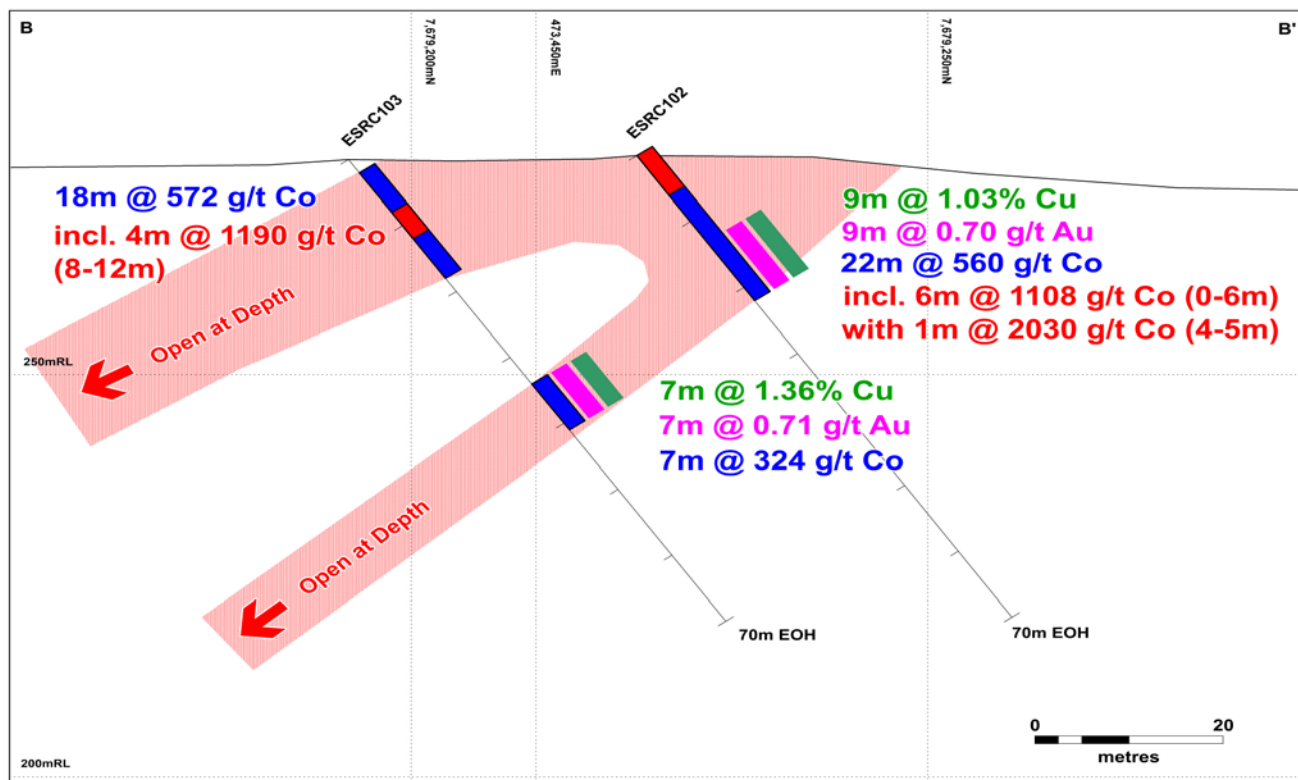 B
7,679,200mN
473,450mE
7,679,250mN
B'
ESRC103
ESRC102
18m @ 572 g/t Co
incl. 4m @ 1190 g/t Co
(8-12m)
9m @ 1.03% Cu
9m @ 0.70 g/t Au
22m @ 560 g/t Co
incl. 6m @ 1108 g/t Co (0-6m)
with 1m @ 2030 g/t Co (4-5m)
Open at Depth
250mRL
7m @ 1.36% Cu
7m @ 0.71 g/t Au
7m @ 324 g/t Co
Open at Depth
70m EOH
70m EOH
0 20
metres
200mRL